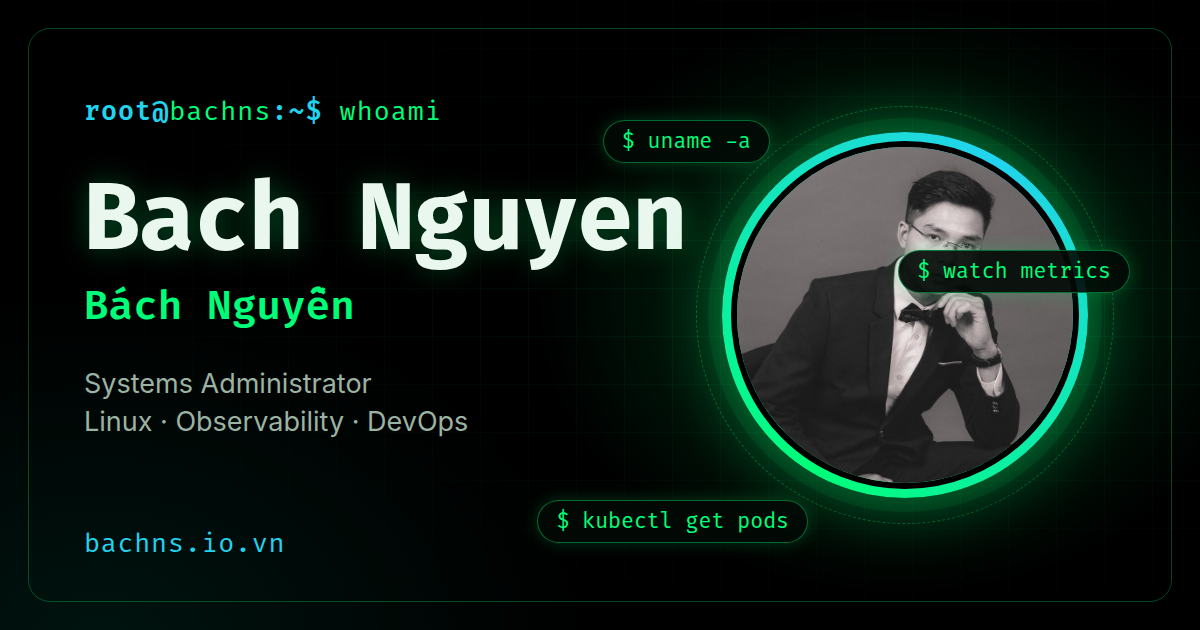 root@bachns:~$ whoami
$ uname -a
Bach Nguyen
$ watch metrics
Bách Nguyễn
Systems Administrator
Linux · Observability · DevOps
$ kubectl get pods
bachns.io.vn